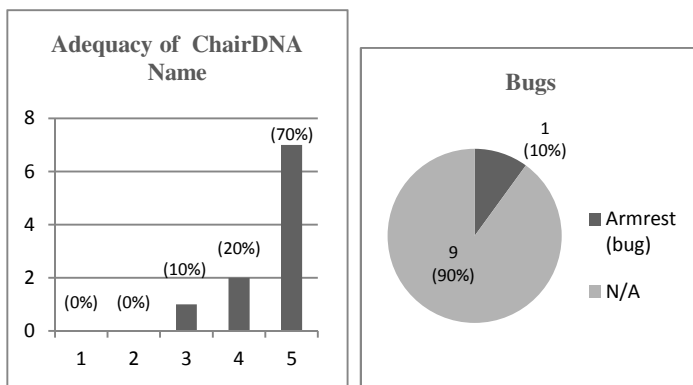 Adequacy of ChairDNA
Name
8
6
4
2
0
(0%)
(0%)
(10%)
(20%)
(70%)
1 2 3 4 5
Bugs
1
(10%)
9
(90%)
Armrest
(bug)
N/A